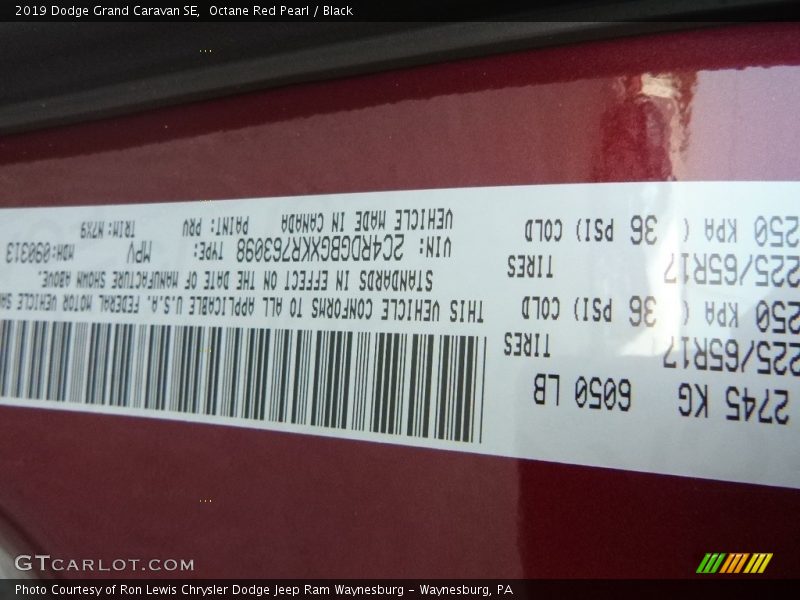 2019 Dodge Grand Caravan SE,  Octane Red Pearl / Black
2745 KG 6050 LB
225/65R17 TIRES
250 KPA ( 36 PSI) COLD
225/65R17 TIRES
250 KPA ( 36 PSI) COLD
THIS VEHICLE CONFORMS TO ALL APPLICABLE U.S.A. FEDERAL MOTOR VEHICLE
STANDARDS IN EFFECT ON THE DATE OF MANUFACTURE SHOWN ABOVE.
VIN: 2C4RDGBGXKR763098 TYPE: MPV MDH:090313
VEHICLE MADE IN CANADA PAINT: PRV TRIM:N7X9
GTCARLOT.COM
Photo Courtesy of Ron Lewis Chrysler Dodge Jeep Ram Waynesburg – Waynesburg, PA